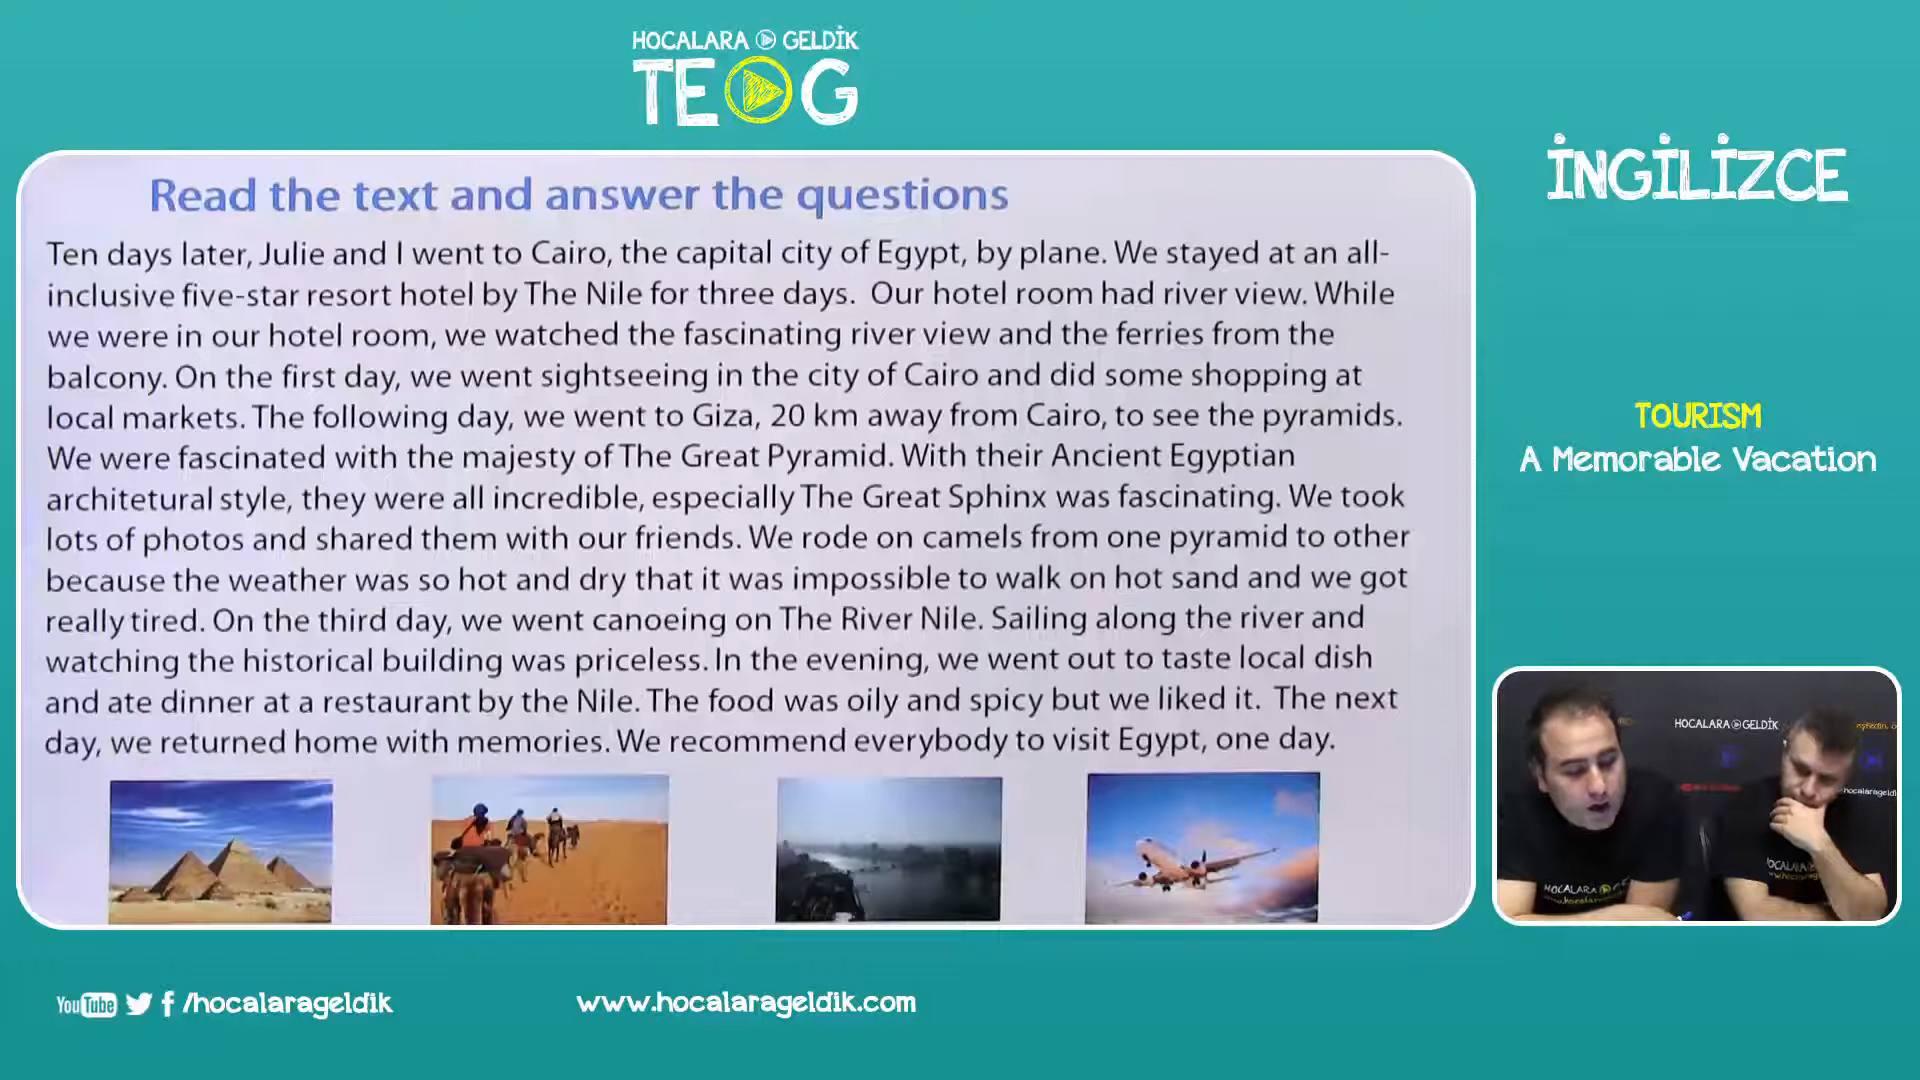 HOCALARA GELDİK
TEOG
İNGİLİZCE
Read the text and answer the questions
Ten days later, Julie and I went to Cairo, the capital city of Egypt, by plane. We stayed at an all-
inclusive five-star resort hotel by The Nile for three days. Our hotel room had river view. While
we were in our hotel room, we watched the fascinating river view and the ferries from the
balcony. On the first day, we went sightseeing in the city of Cairo and did some shopping at
local markets. The following day, we went to Giza, 20 km away from Cairo, to see the pyramids.
We were fascinated with the majesty of The Great Pyramid. With their Ancient Egyptian
architetural style, they were all incredible, especially The Great Sphinx was fascinating. We took
lots of photos and shared them with our friends. We rode on camels from one pyramid to other
because the weather was so hot and dry that it was impossible to walk on hot sand and we got
really tired. On the third day, we went canoeing on The River Nile. Sailing along the river and
watching the historical building was priceless. In the evening, we went out to taste local dish
and ate dinner at a restaurant by the Nile. The food was oily and spicy but we liked it. The next
day, we returned home with memories. We recommend everybody to visit Egypt, one day.
TOURISM
A Memorable Vacation
HOCALARA GELDİK
HOCALARA
YouTube /hocalarageldik
www.hocalarageldik.com